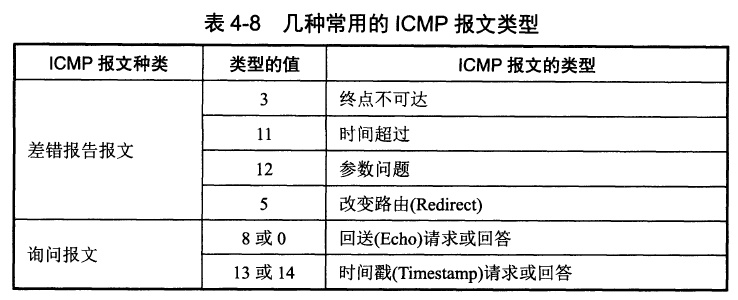 表 4-8 几种常用的 ICMP 报文类型
ICMP 报文种类 类型的值 ICMP 报文的类型
差错报告报文 3 终点不可达
11 时间超过
12 参数问题
5 改变路由(Redirect)
询问报文 8 或 0 回送(Echo)请求或回答
13 或 14 时间戳(Timestamp)请求或回答